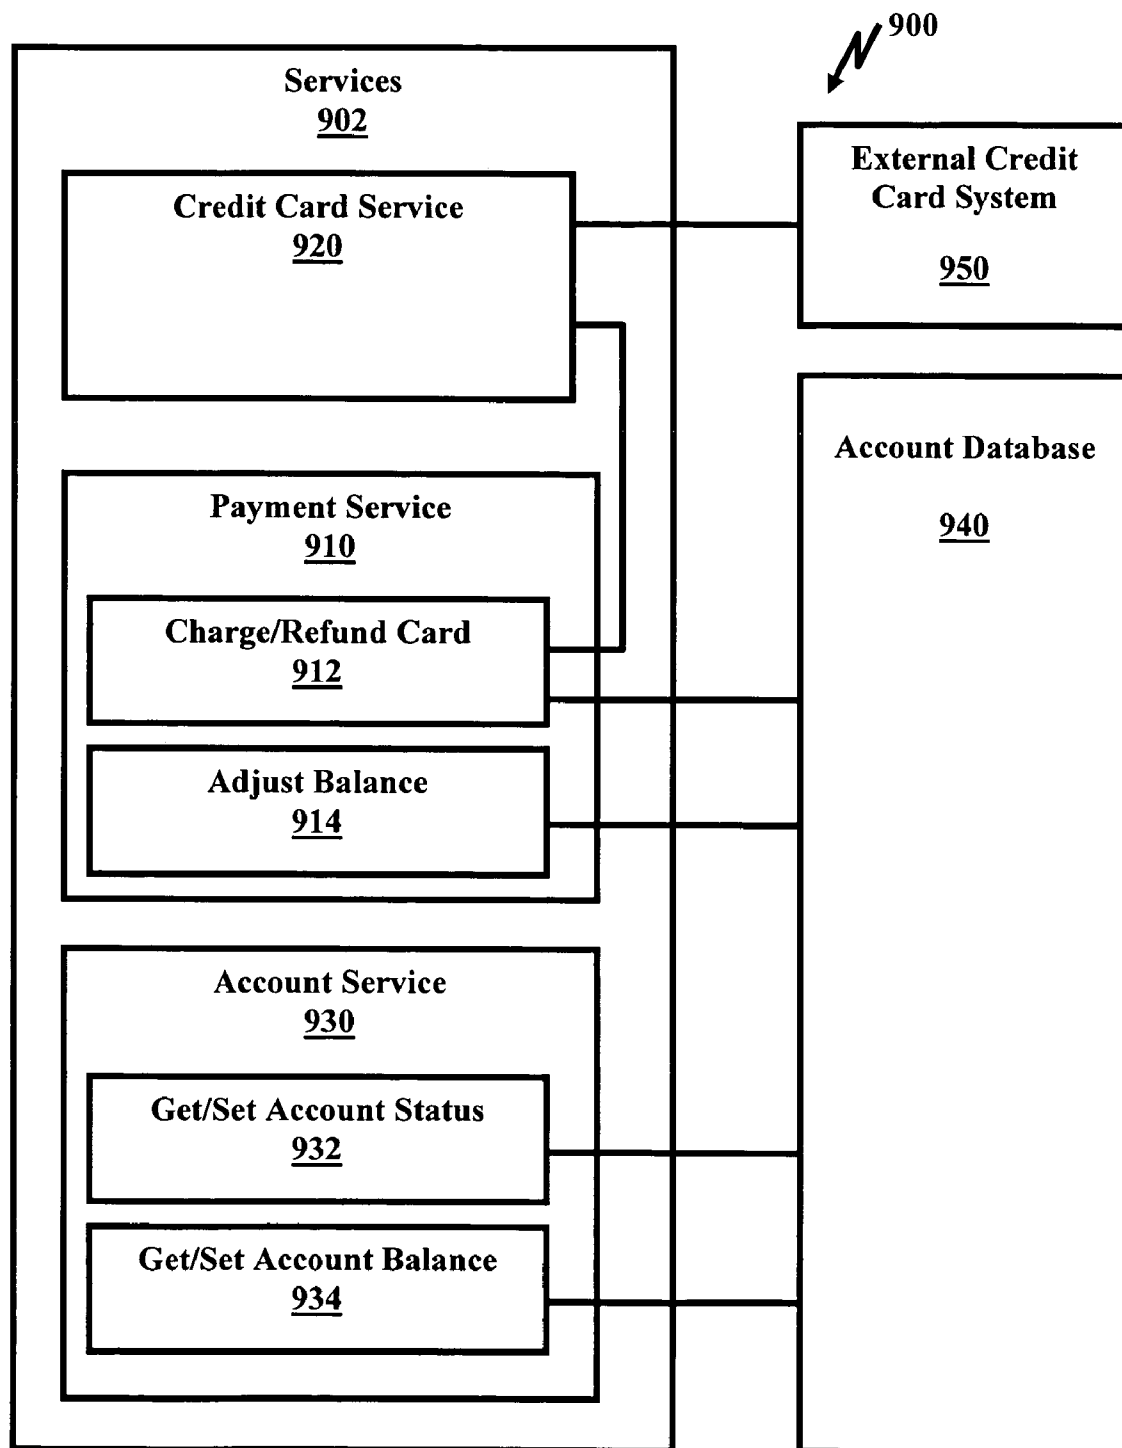 900
Services
902
Credit Card Service
920
External Credit
Card System
950
Account Database
940
Payment Service
910
Charge/Refund Card
912
Adjust Balance
914
Account Service
930
Get/Set Account Status
932
Get/Set Account Balance
934